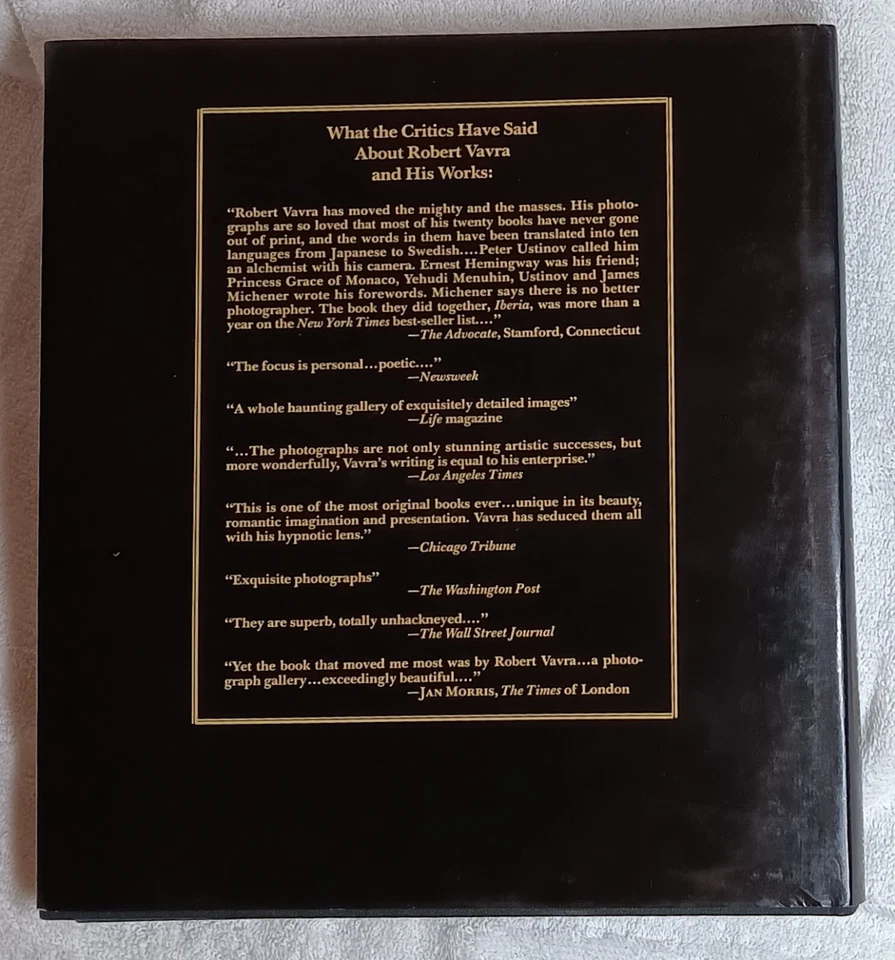 What the Critics Have Said
About Robert Vavra
and His Works:
“Robert Vavra has moved the mighty and the masses. His photo-
graphs are so loved that most of his twenty books have never gone
out of print, and the words in them have been translated into ten
languages from Japanese to Swedish....Peter Ustinov called him
an alchemist with his camera. Ernest Hemingway was his friend;
Princess Grace of Monaco, Yehudi Menuhin, Ustinov and James
Michener wrote his forewords. Michener says there is no better
photographer. The book they did together, Iberia, was more than a
year on the New York Times best-seller list....”
—The Advocate, Stamford, Connecticut
“The focus is personal...poetic....”
—Newsweek
“A whole haunting gallery of exquisitely detailed images”
—Life magazine
“...The photographs are not only stunning artistic successes, but
more wonderfully, Vavra’s writing is equal to his enterprise.”
—Los Angeles Times
“This is one of the most original books ever...unique in its beauty,
romantic imagination and presentation. Vavra has seduced them all
with his hypnotic lens.”
—Chicago Tribune
“Exquisite photographs”
—The Washington Post
“They are superb, totally unhackneyed....”
—The Wall Street Journal
“Yet the book that moved me most was by Robert Vavra...a photo-
graph gallery...exceedingly beautiful....”
—JAN MORRIS, The Times of London